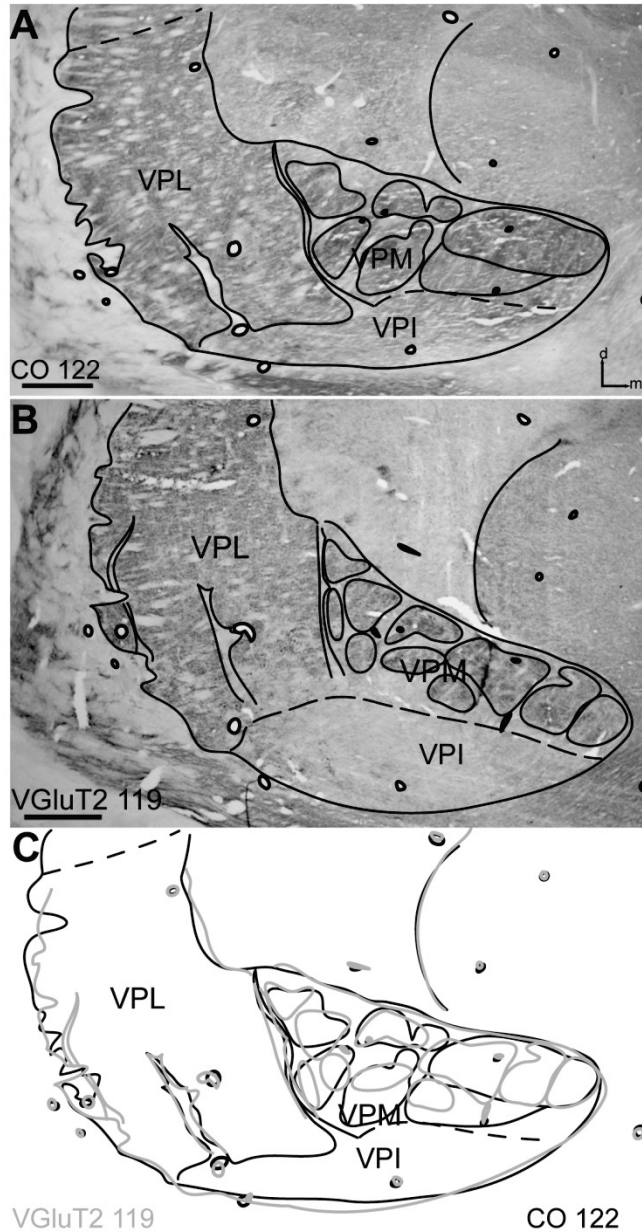 A
VPL
VPM
VPI
CO 122
d
m
B
VPL
VPM
VPI
VGluT2 119
C
VPL
VPM
VPI
VGluT2 119 CO 122